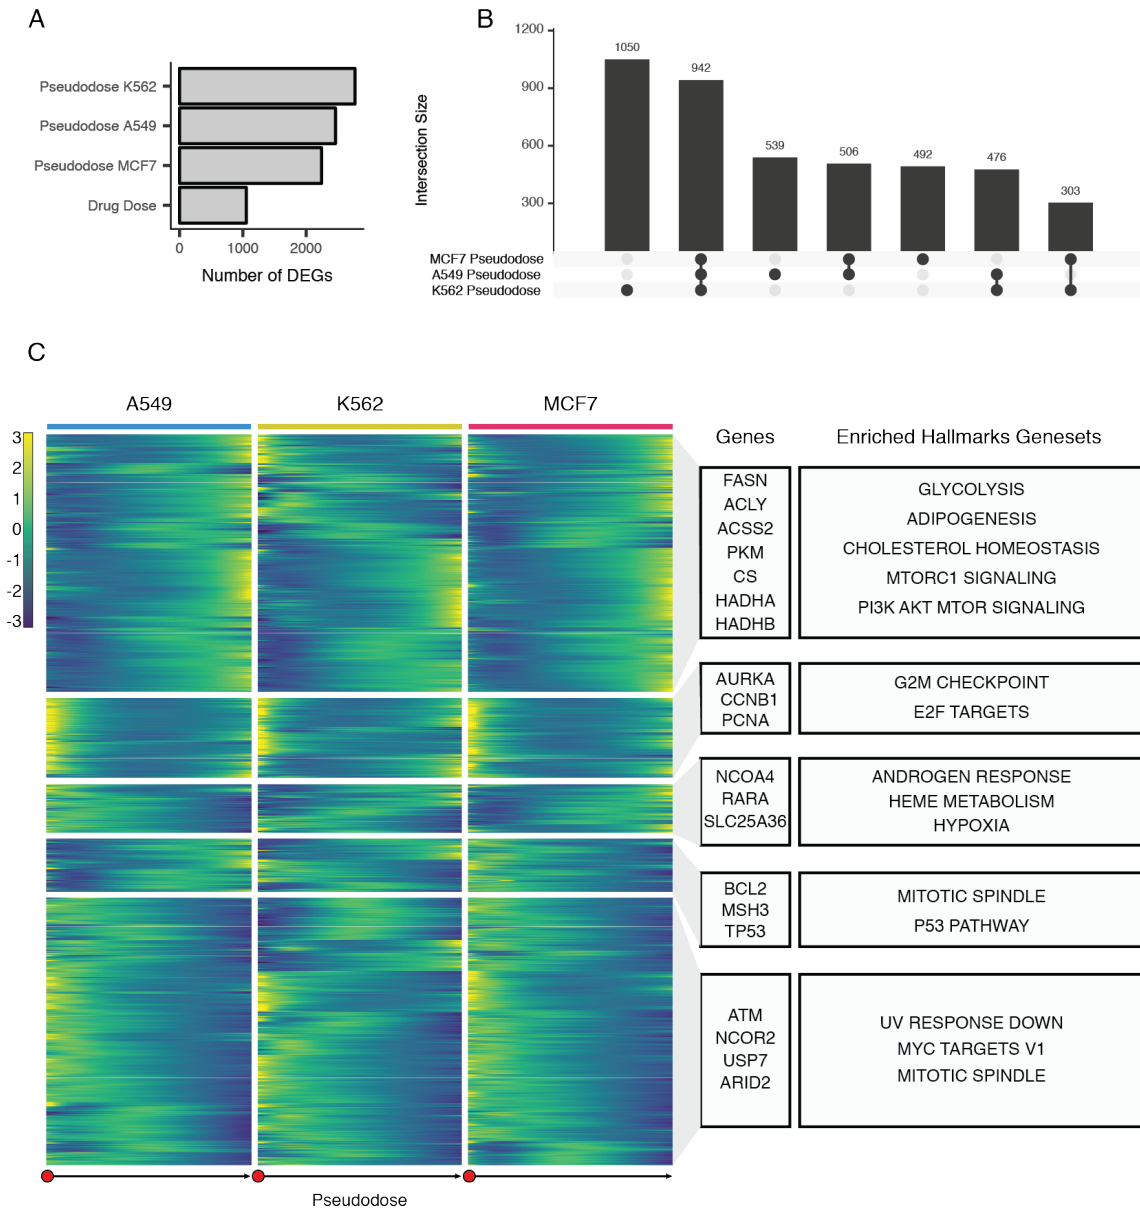 A
Pseudodose K562
Pseudodose A549
Pseudodose MCF7
Drug Dose
0 1000 2000
Number of DEGs
B
Intersection Size
1200
900
600
300
1050
942
539
506
492
476
303
MCF7 Pseudodose
A549 Pseudodose
K562 Pseudodose
C
A549 K562 MCF7
3
2
1
0
-1
-2
-3
Pseudodose
Genes Enriched Hallmarks Genesets
FASN
ACLY
ACSS2
PKM
CS
HADHA
HADHB
GLYCOLYSIS
ADIPOGENESIS
CHOLESTEROL HOMEOSTASIS
MTORC1 SIGNALING
PI3K AKT MTOR SIGNALING
AURKA
CCNB1
PCNA
G2M CHECKPOINT
E2F TARGETS
NCOA4
RARA
SLC25A36
ANDROGEN RESPONSE
HEME METABOLISM
HYPOXIA
BCL2
MSH3
TP53
MITOTIC SPINDLE
P53 PATHWAY
ATM
NCOR2
USP7
ARID2
UV RESPONSE DOWN
MYC TARGETS V1
MITOTIC SPINDLE